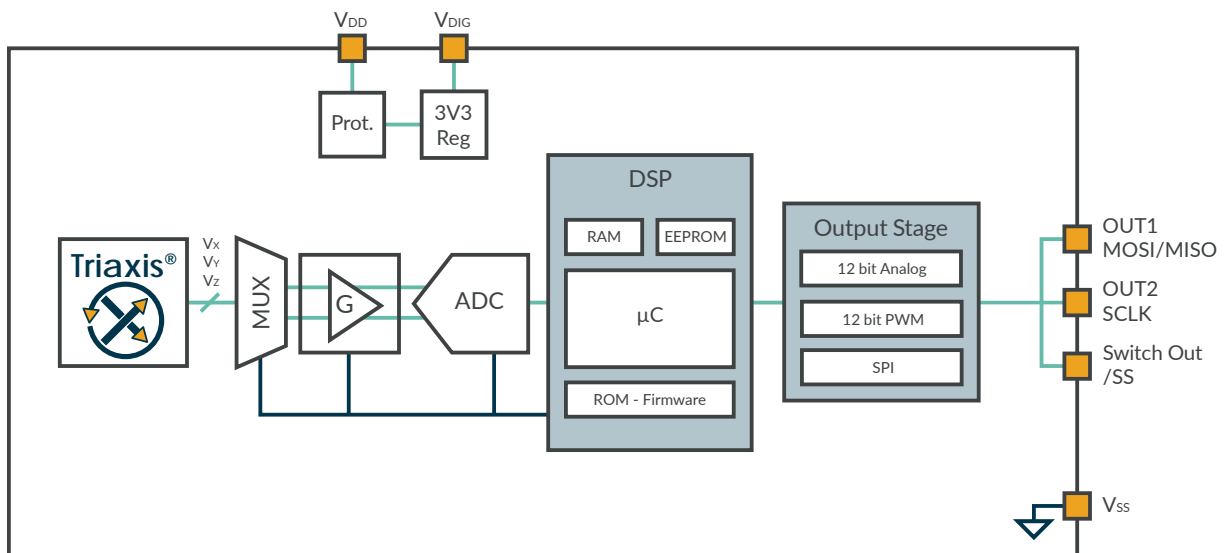 VDD
VDIG
Prot.
3V3
Reg
DSP
RAM
EEPROM
µC
ROM - Firmware
Triaxis®
VX
VY
VZ
MUX
G
ADC
Output Stage
12 bit Analog
12 bit PWM
SPI
OUT1
MOSI/MISO
OUT2
SCLK
Switch Out
/SS
VSS